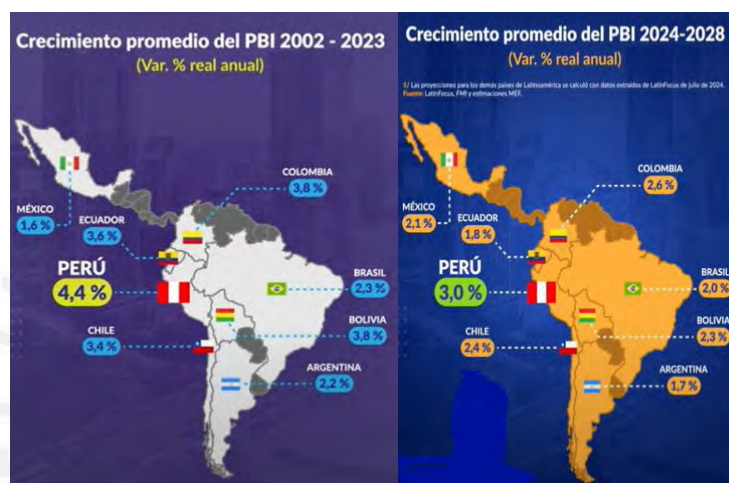 Crecimiento promedio del PBI 2002 - 2023
(Var. % real anual)
COLOMBIA
3,8 %
MÉXICO
1,6 %
ECUADOR
3,6 %
PERÚ
4,4 %
BRASIL
2,3 %
BOLIVIA
3,8 %
CHILE
3,4 %
ARGENTINA
2,2 %
Crecimiento promedio del PBI 2024-2028
(Var. % real anual)
1/ Las proyecciones para los demás países de Latinoamérica se calculó con datos extraídos de LatinFocus de julio de 2024.
Fuente: LatinFocus, FMI y estimaciones MEF.
COLOMBIA
2,6 %
MÉXICO
2,1 %
ECUADOR
1,8 %
PERÚ
3,0 %
BRASIL
2,0 %
BOLIVIA
2,3 %
CHILE
2,4 %
ARGENTINA
1,7 %